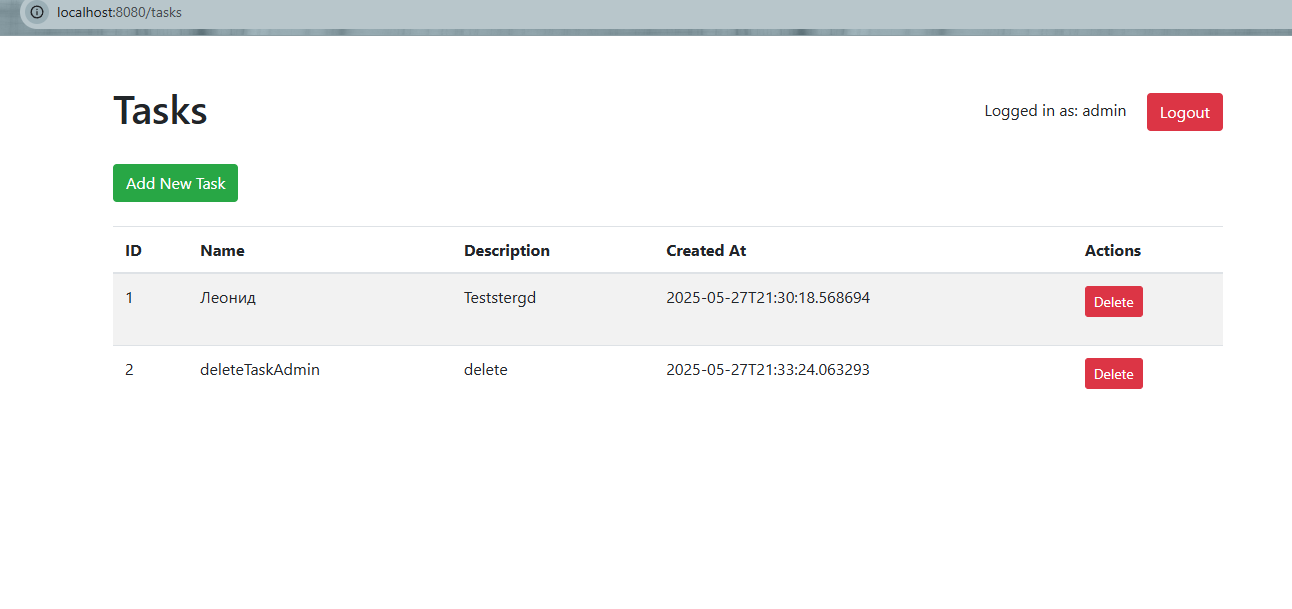 localhost:8080/tasks
Tasks
Logged in as: admin
Logout
Add New Task
ID Name Description Created At Actions
1 Леонид Teststergd 2025-05-27T21:30:18.568694 Delete
2 deleteTaskAdmin delete 2025-05-27T21:33:24.063293 Delete